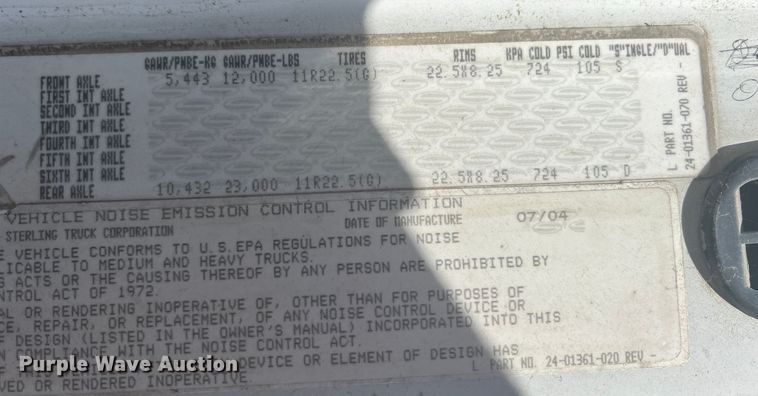 GAWR/PNBE-KG GAWR/PNBE-LBS TIRES RIMS KPA COLD PSI COLD "S"INGLE/"D"UAL
FRONT AXLE 5,443 12,000 11R22.5(G) 22.5X8.25 724 105 S
FIRST INT AXLE
SECOND INT AXLE
THIRD INT AXLE
FOURTH INT AXLE
FIFTH INT AXLE
SIXTH INT AXLE
REAR AXLE 10,432 23,000 11R22.5(G) 22.5X8.25 724 105 D
L PART NO. 24-01361-070 REV -
VEHICLE NOISE EMISSION CONTROL INFORMATION
STERLING TRUCK CORPORATION DATE OF MANUFACTURE 07/04
VEHICLE CONFORMS TO U.S.EPA REGULATIONS FOR NOISE
LICABLE TO MEDIUM AND HEAVY TRUCKS.
ACTS OR THE CAUSING THEREOF BY ANY PERSON ARE PROHIBITED BY
NTROL ACT OF 1972.
AL OR RENDERING INOPERATIVE OF, OTHER THAN FOR PURPOSES OF
CE, REPAIR, OR REPLACEMENT, OF ANY NOISE CONTROL DEVICE OR
DESIGN (LISTED IN THE OWNER'S MANUAL) INCORPORATED INTO THIS
COMPLIANCE WITH THE NOISE CONTROL ACT.
DEVICE OR ELEMENT OF DESIGN HAS
VED OR RENDERED INOPERATIVE.
L PART NO. 24-01361-020 REV -
Purple Wave Auction